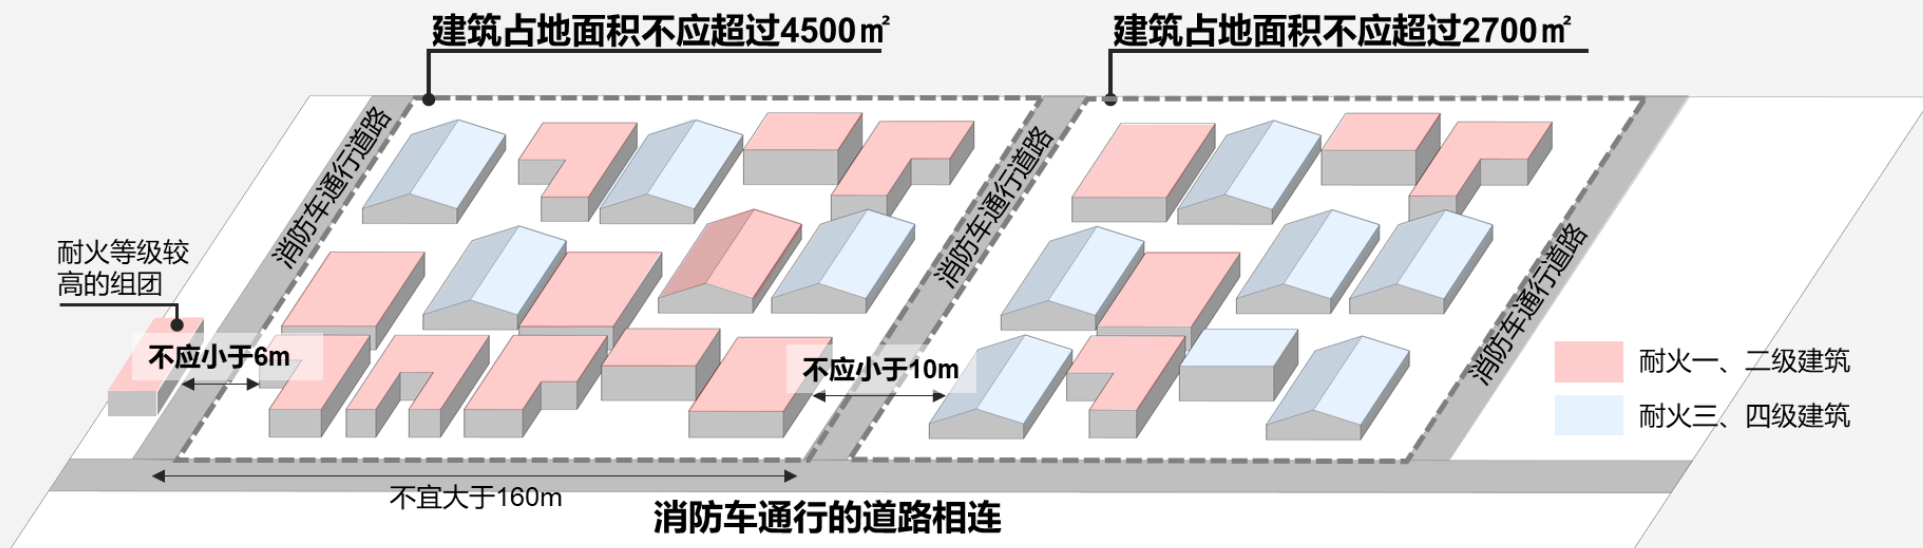 建筑占地面积不应超过4500㎡
建筑占地面积不应超过2700㎡
消防车通行道路
消防车通行道路
消防车通行道路
耐火等级较
高的组团
不应小于6m
不应小于10m
耐火一、二级建筑
耐火三、四级建筑
不宜大于160m
消防车通行的道路相连